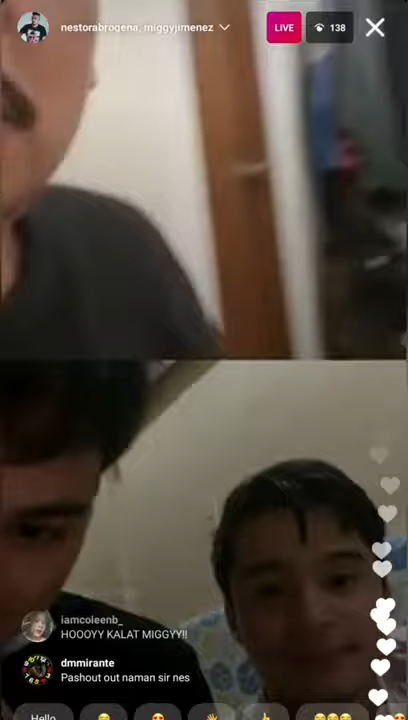 nestorabrogena, miggyjimenez
LIVE
138
iamcoleenb_
HOOOYY KALAT MIGGYY!!
dmmirante
Pashout out naman sir nes
Hello